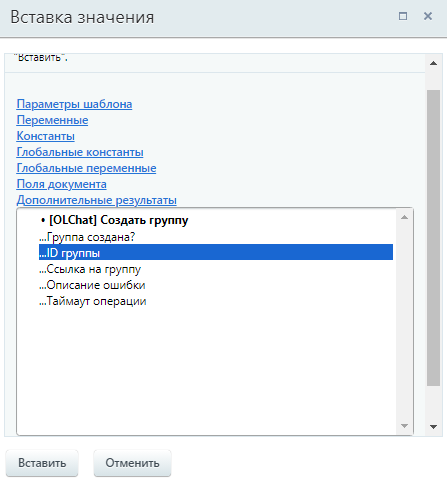 Вставка значения
"Вставить".
Параметры шаблона
Переменные
Константы
Глобальные константы
Глобальные переменные
Поля документа
Дополнительные результаты
• [OLChat] Создать группу
...Группа создана?
...ID группы
...Ссылка на группу
...Описание ошибки
...Таймаут операции
Вставить
Отменить